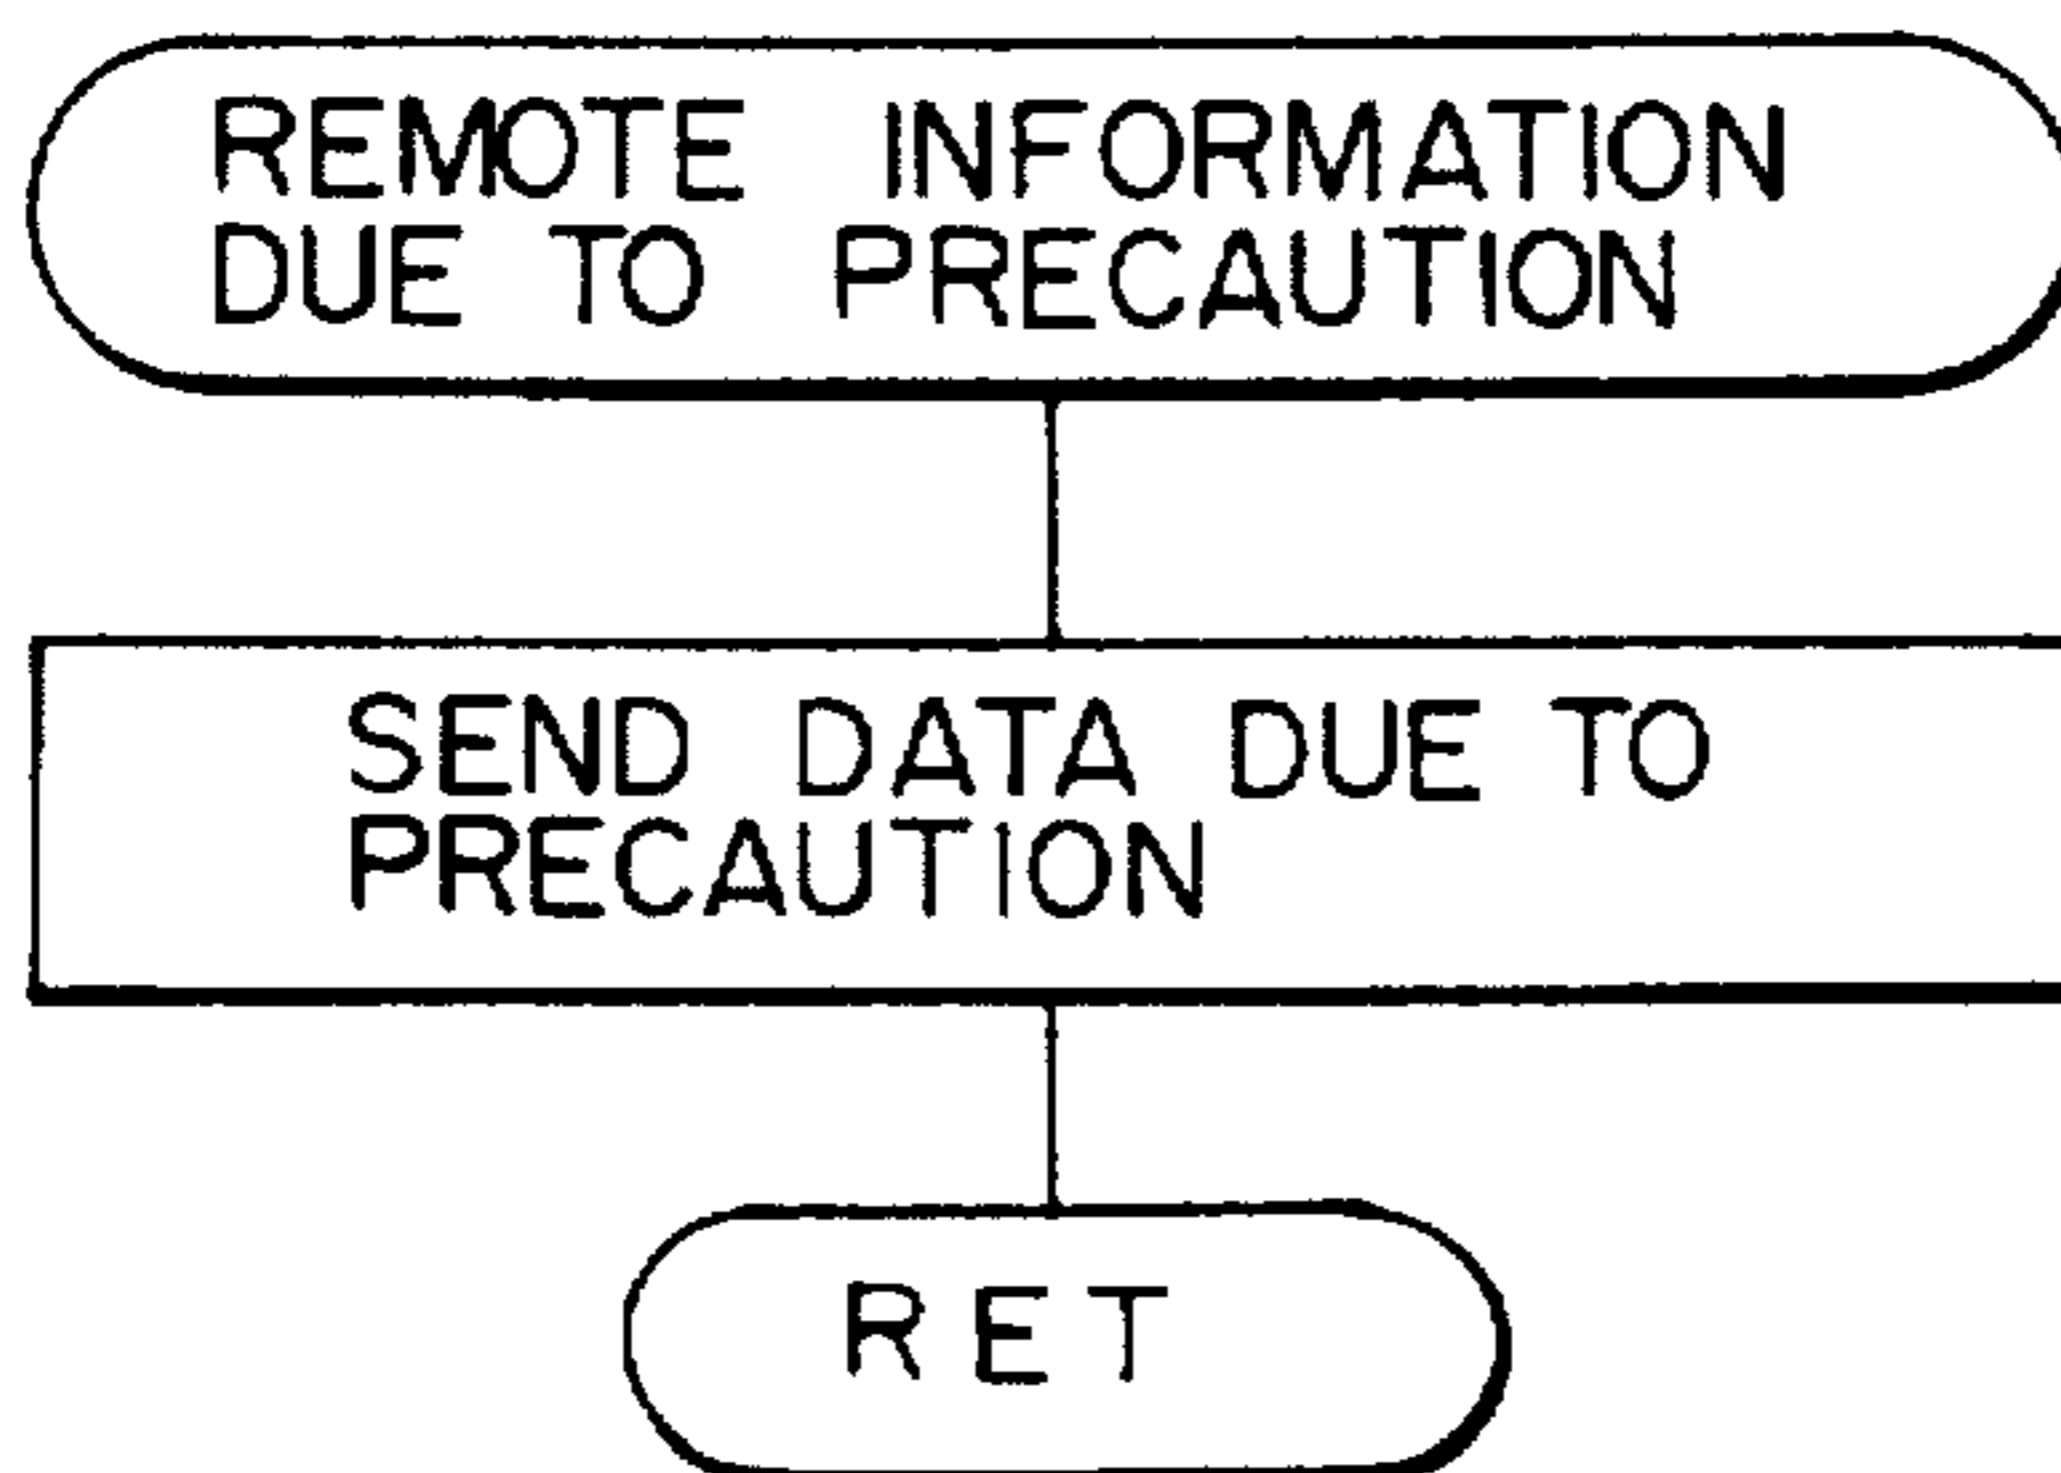 REMOTE INFORMATION
DUE TO PRECAUTION
SEND DATA DUE TO
PRECAUTION
RET